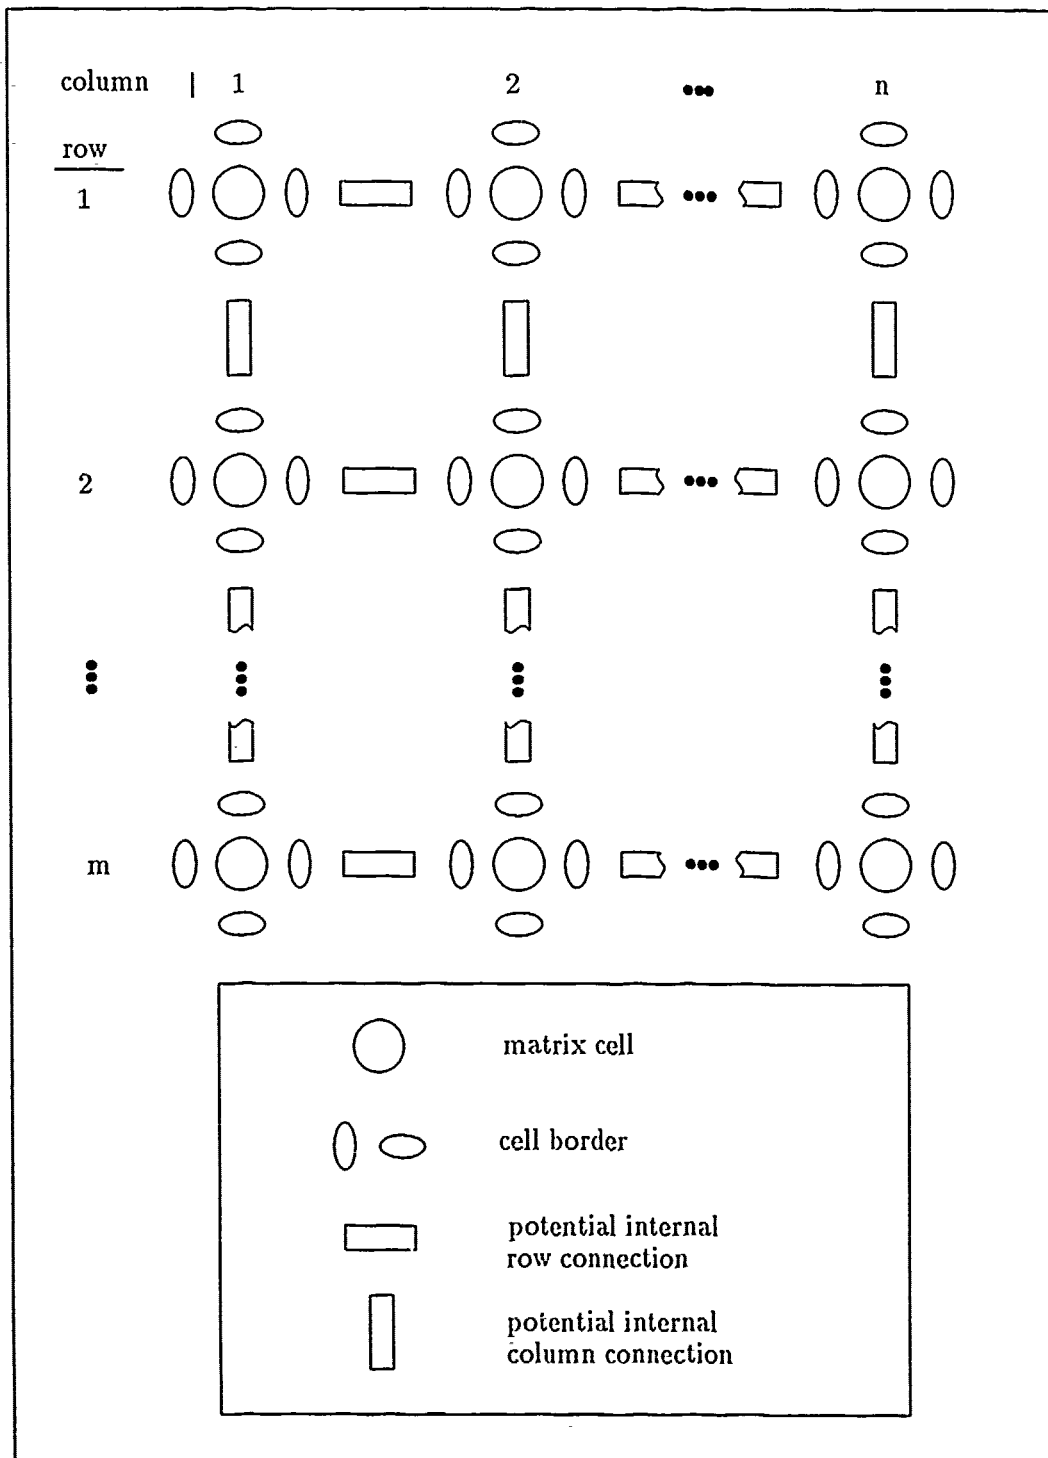 column | 1 2 ••• n
row
1 •••
2 •••
•••
m •••
matrix cell
cell border
potential internal
row connection
potential internal
column connection